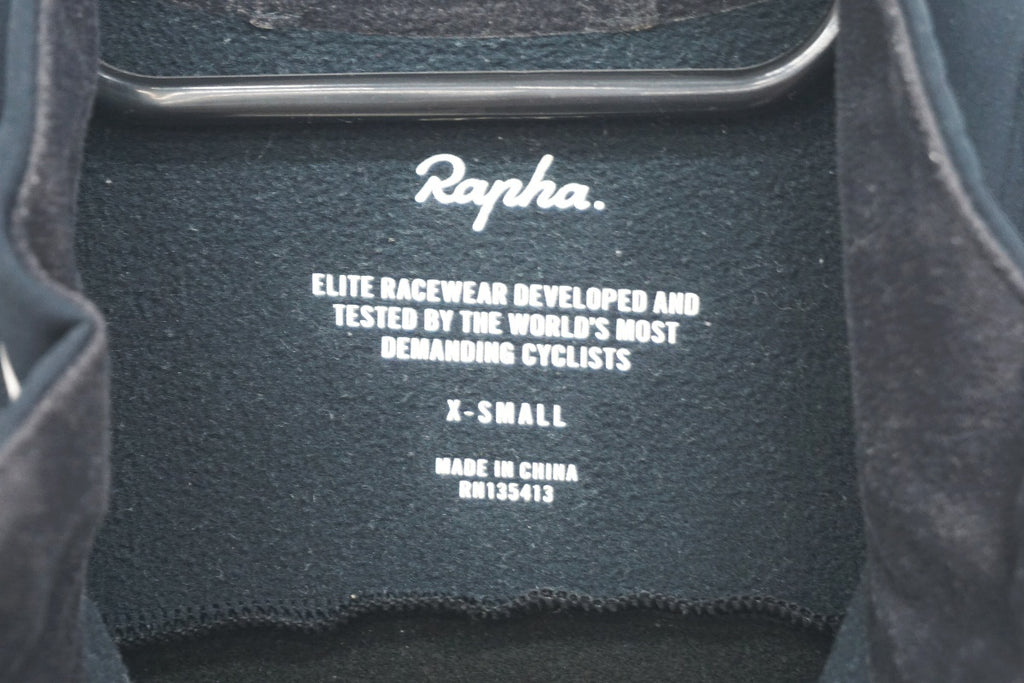 Rapha.
ELITE RACEWEAR DEVELOPED AND
TESTED BY THE WORLD'S MOST
DEMANDING CYCLISTS
X-SMALL
MADE IN CHINA
RN135413